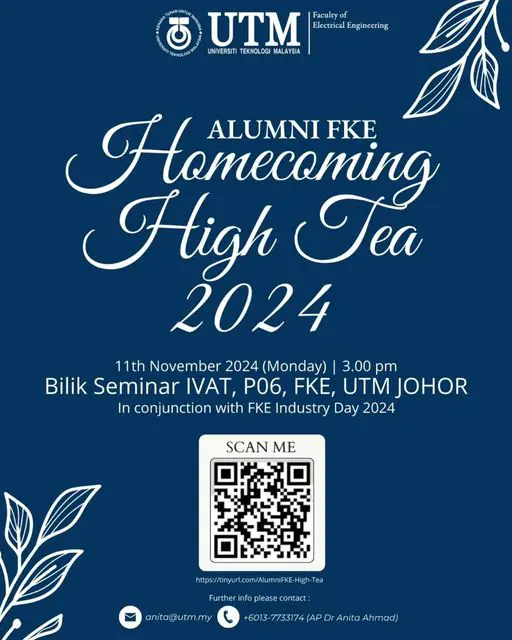 UTM
UNIVERSITI TEKNOLOGI MALAYSIA
Faculty of
Electrical Engineering
ALUMNI FKE
Homecoming
High Tea
2024
11th November 2024 (Monday) | 3.00 pm
Bilik Seminar IVAT, P06, FKE, UTM JOHOR
In conjunction with FKE Industry Day 2024
SCAN ME
https://tinyurl.com/AlumniFKE-High-Tea
Further info please contact :
anita@utm.my
+6013-7733174 (AP Dr Anita Ahmad)